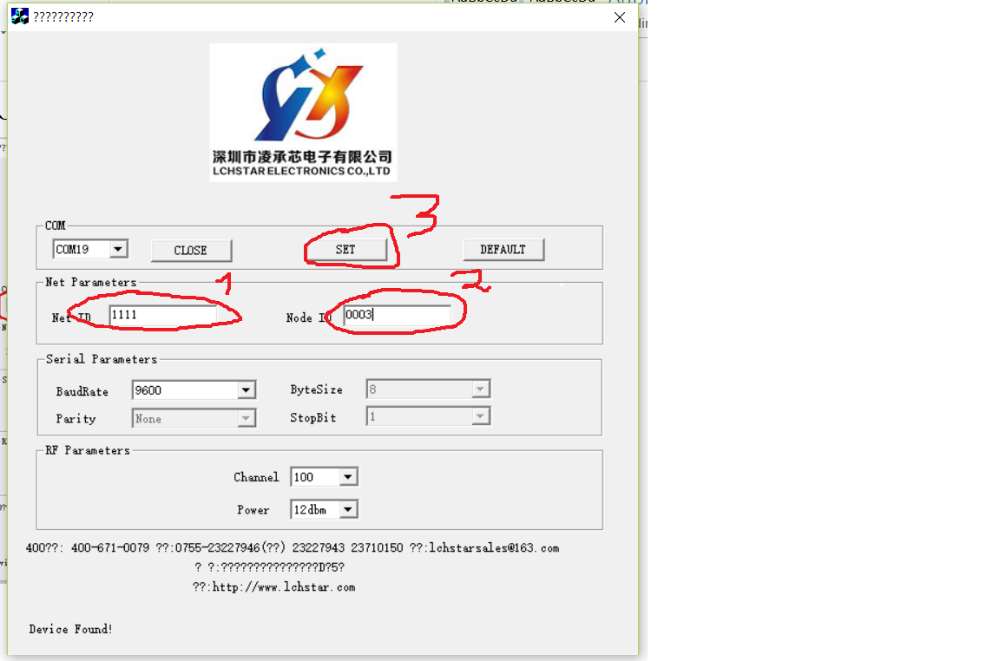 ??????????
深圳市凌承芯电子有限公司
LCHSTAR ELECTRONICS CO.,LTD
3
COM
COM19 CLOSE SET DEFAULT
1 2
Net Parameters
Net ID 1111 Node ID 0003
Serial Parameters
BaudRate 9600 ByteSize 8
Parity None StopBit 1
RF Parameters
Channel 100
Power 12dbm
400??: 400-671-0079 ??:0755-23227946(??) 23227943 23710150 ??:lchstarsales@163.com
? ?:???????????????D?5?
??:http://www.lchstar.com
Device Found!